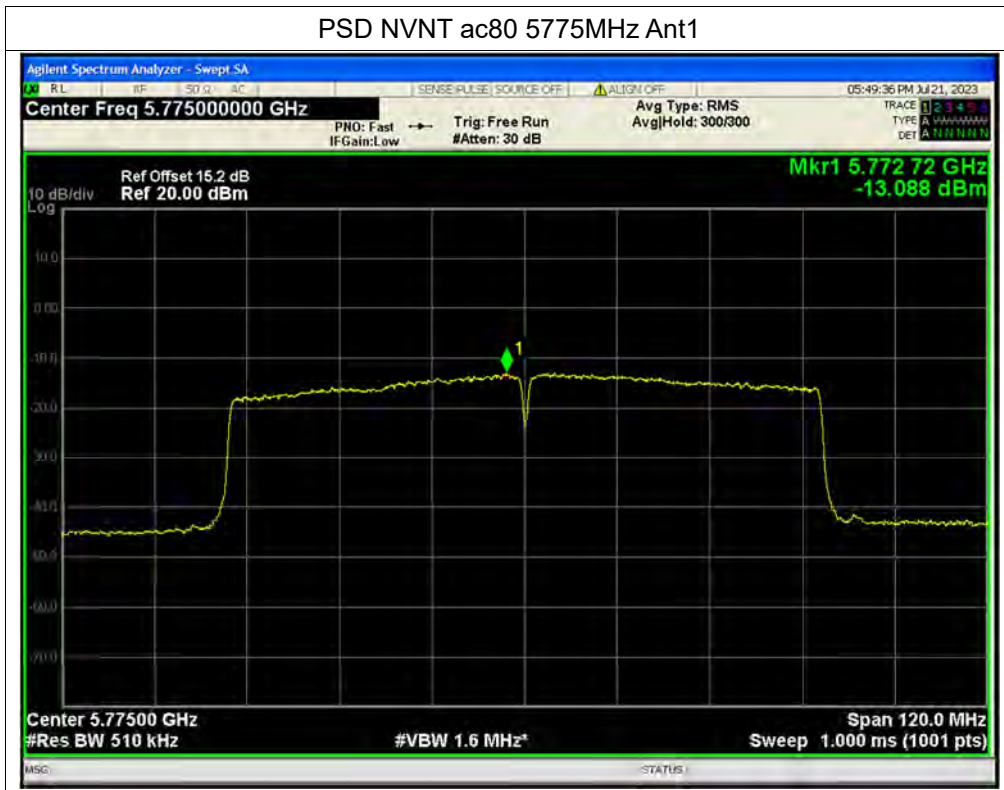 PSD NVNT ac80 5775MHz Ant1
Agilent Spectrum Analyzer - Swept SA
RL RF 50 Ω AC SENSE:PULSE SOURCE OFF ALIGN OFF 05:49:36 PM Jul 21, 2023
Center Freq 5.775000000 GHz
PNO: Fast
IFGain:Low
Trig: Free Run
#Atten: 30 dB
Avg Type: RMS
Avg|Hold: 300/300
TRACE 1 2 3 4 5 6
TYPE A
DET A N N N N N
Mkr1 5.772 72 GHz
-13.088 dBm
Ref Offset 15.2 dB
10 dB/div Ref 20.00 dBm
Log
10.0
0.00
-10.0
-20.0
-30.0
-40.0
-50.0
-60.0
-70.0
1
Center 5.77500 GHz Span 120.0 MHz
#Res BW 510 kHz #VBW 1.6 MHz* Sweep 1.000 ms (1001 pts)
MSG STATUS